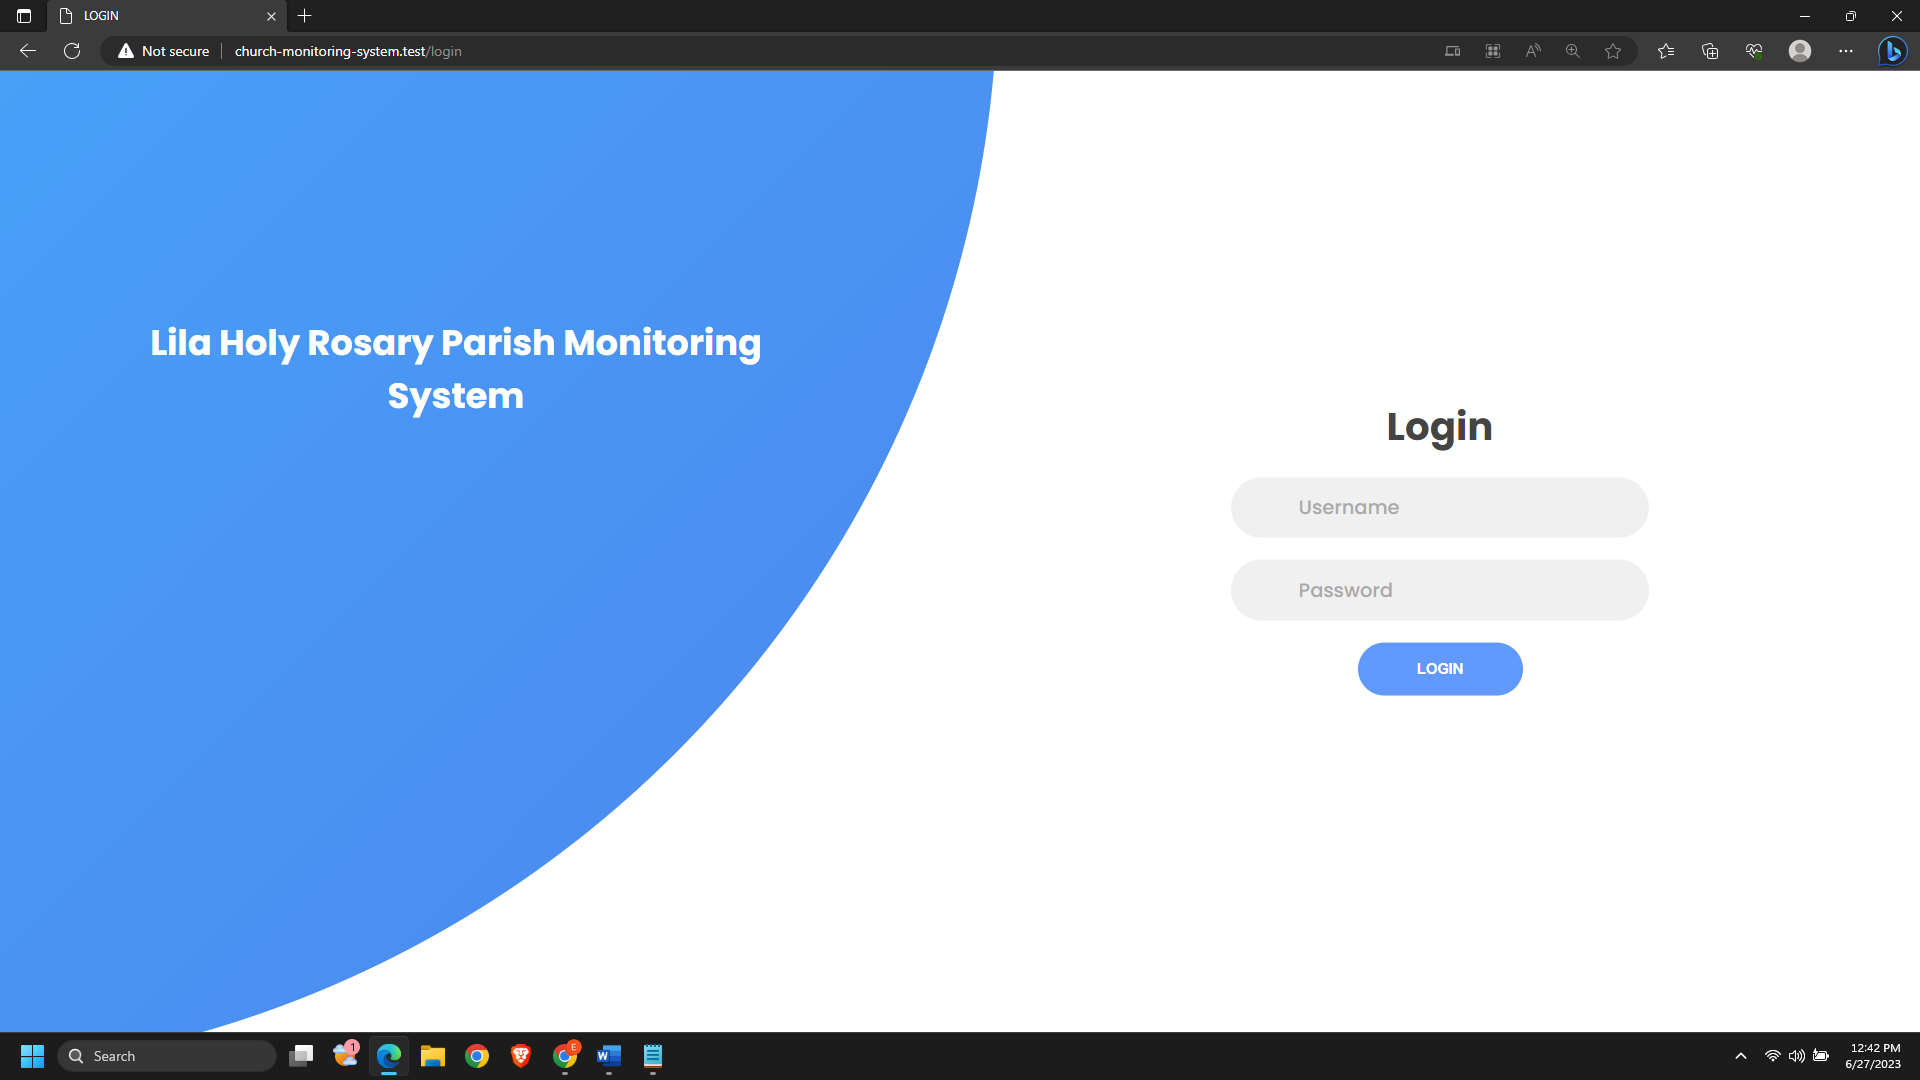 LOGIN
Not secure
church-monitoring-system.test/login
Lila Holy Rosary Parish Monitoring
System
Login
Username
Password
LOGIN
Search
1
E
W
12:42 PM
6/27/2023